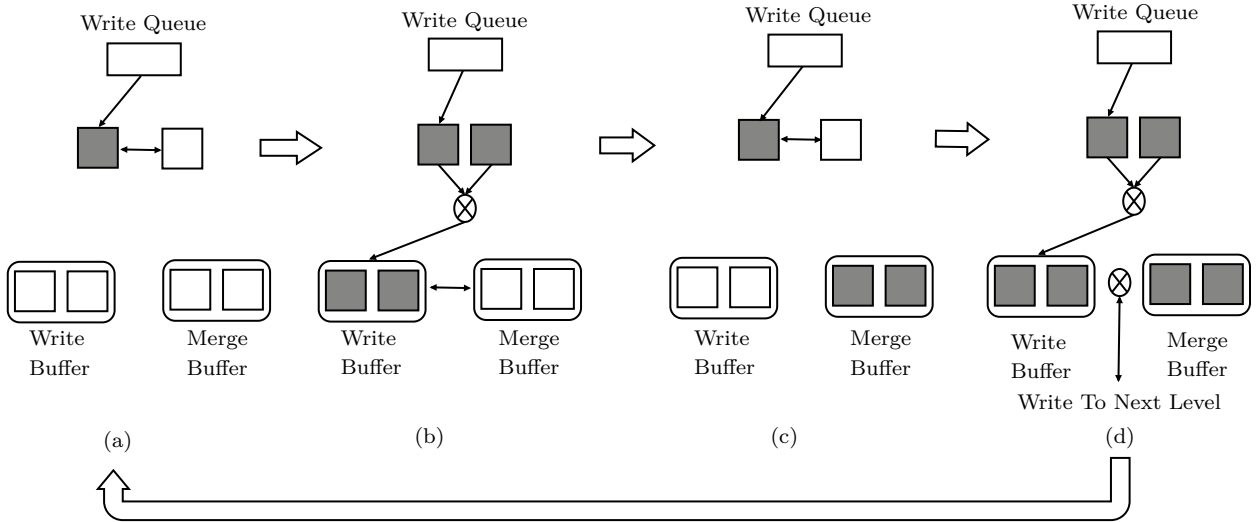 Write Queue
Write Queue
Write Queue
Write Queue
Write
Buffer
Merge
Buffer
Write
Buffer
Merge
Buffer
Write
Buffer
Merge
Buffer
Write
Buffer
Merge
Buffer
Write To Next Level
(a)
(b)
(c)
(d)